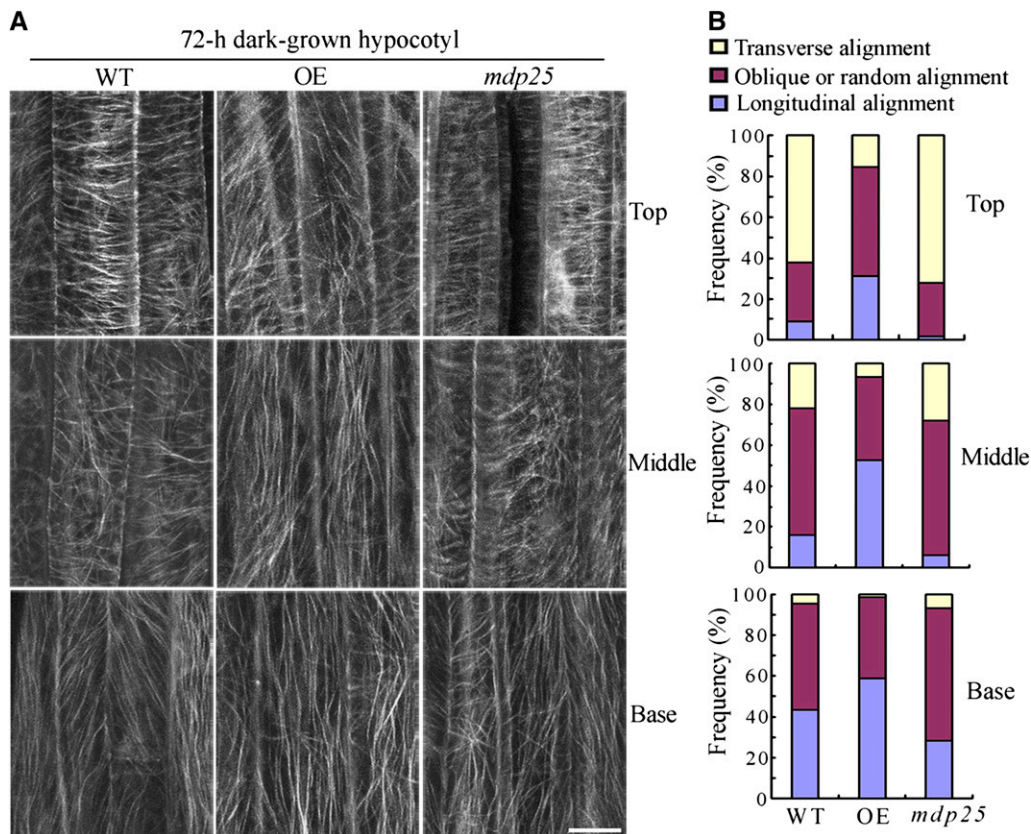 A
72-h dark-grown hypocotyl
WT OE mdp25
Top
Middle
Base
B
Transverse alignment
Oblique or random alignment
Longitudinal alignment
Frequency (%)
100
80
60
40
20
0
Top
Frequency (%)
100
80
60
40
20
0
Middle
Frequency (%)
100
80
60
40
20
0
Base
WT OE mdp25